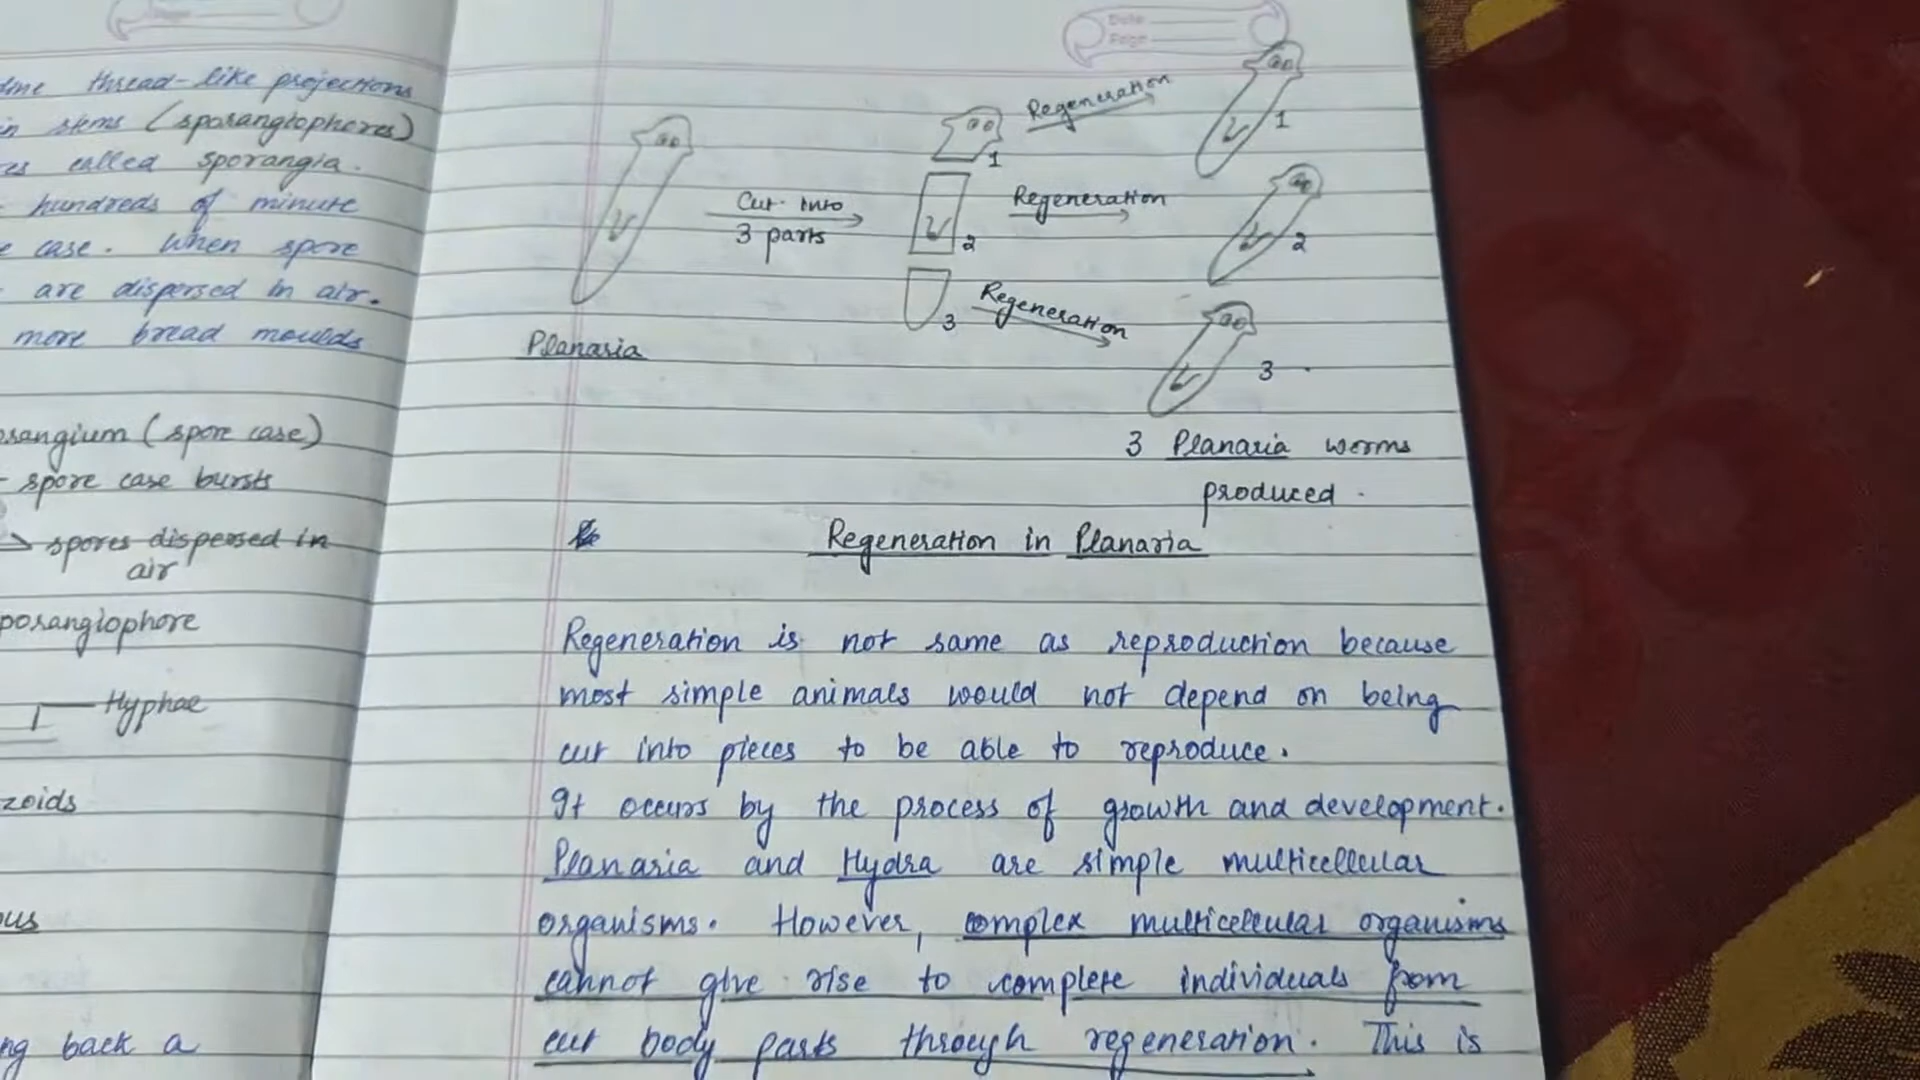 thread-like projections
in stems (sporangiophores)
called sporangia.
hundreds of minute
case. When spore
are dispersed in air.
more bread moulds
(spore case)
spore case bursts
spores dispersed in
air
Hyphae
back a
Date
Page
Regeneration
1
1
Cut into
3 parts
Regeneration
2
2
Regeneration
3
3
Planaria
3 Planaria worms
produced.
Regeneration in Planaria
Regeneration is not same as reproduction because
most simple animals would not depend on being
cut into pieces to be able to reproduce.
It occurs by the process of growth and development.
Planaria and Hydra are simple multicellular
organisms. However, complex multicellular organisms
cannot give rise to complete individuals from
cut body parts through regeneration. This is